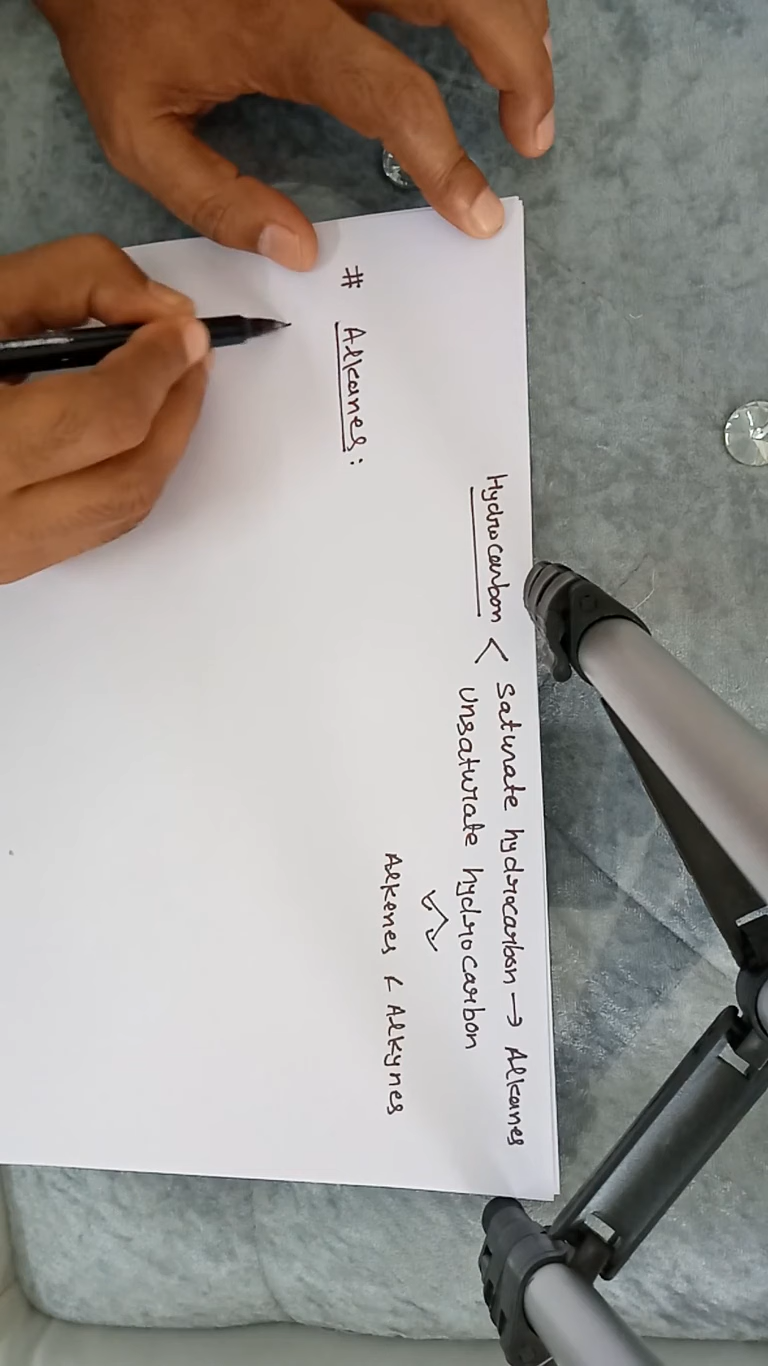 Hydrocarbon < Saturate hydrocarbon → Alkanes
Unsaturate hydrocarbon
Alkenes & Alkynes
# Alkanes: